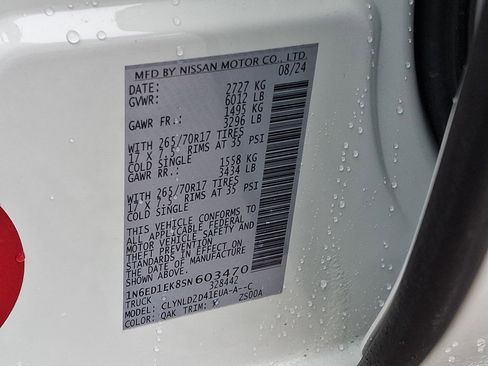 MFD BY NISSAN MOTOR CO., LTD.
DATE: 08/24
GVWR: 2727 KG
6012 LB
GAWR FR.: 1495 KG
3296 LB
WITH 265/70R17 TIRES
17 X 7.5" RIMS AT 35 PSI
COLD SINGLE
GAWR RR.: 1558 KG
3434 LB
WITH 265/70R17 TIRES
17 X 7.5" RIMS AT 35 PSI
COLD SINGLE
THIS VEHICLE CONFORMS TO
ALL APPLICABLE FEDERAL
MOTOR VEHICLE SAFETY AND
THEFT PREVENTION
STANDARDS IN EFFECT ON
THE DATE OF MANUFACTURE
SHOWN ABOVE.
1N6ED1EK8SN603470
TRUCK 328442
MODEL: CLYNLD2D41EUA-A--C
COLOR: QAK TRIM: K ZS00A